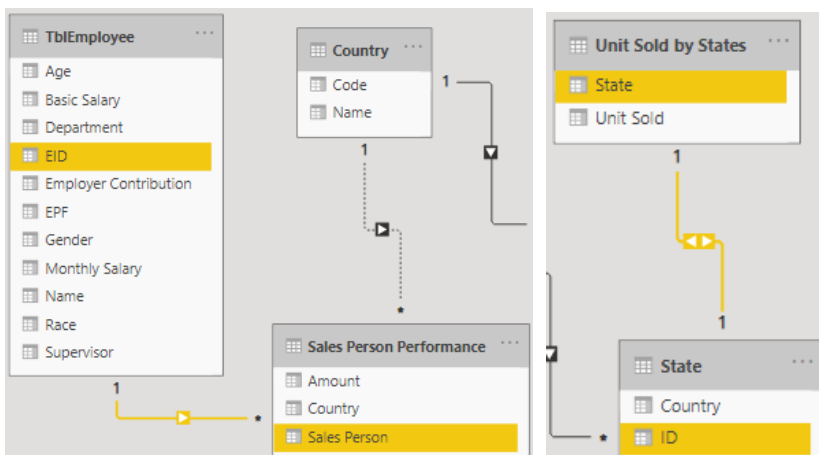 TblEmployee ...
Age
Basic Salary
Department
EID
Employer Contribution
EPF
Gender
Monthly Salary
Name
Race
Supervisor
1
*
Country ...
Code
Name
1
1
*
Sales Person Performance ...
Amount
Country
Sales Person
Unit Sold by States ...
State
Unit Sold
1
1
*
State ...
Country
ID